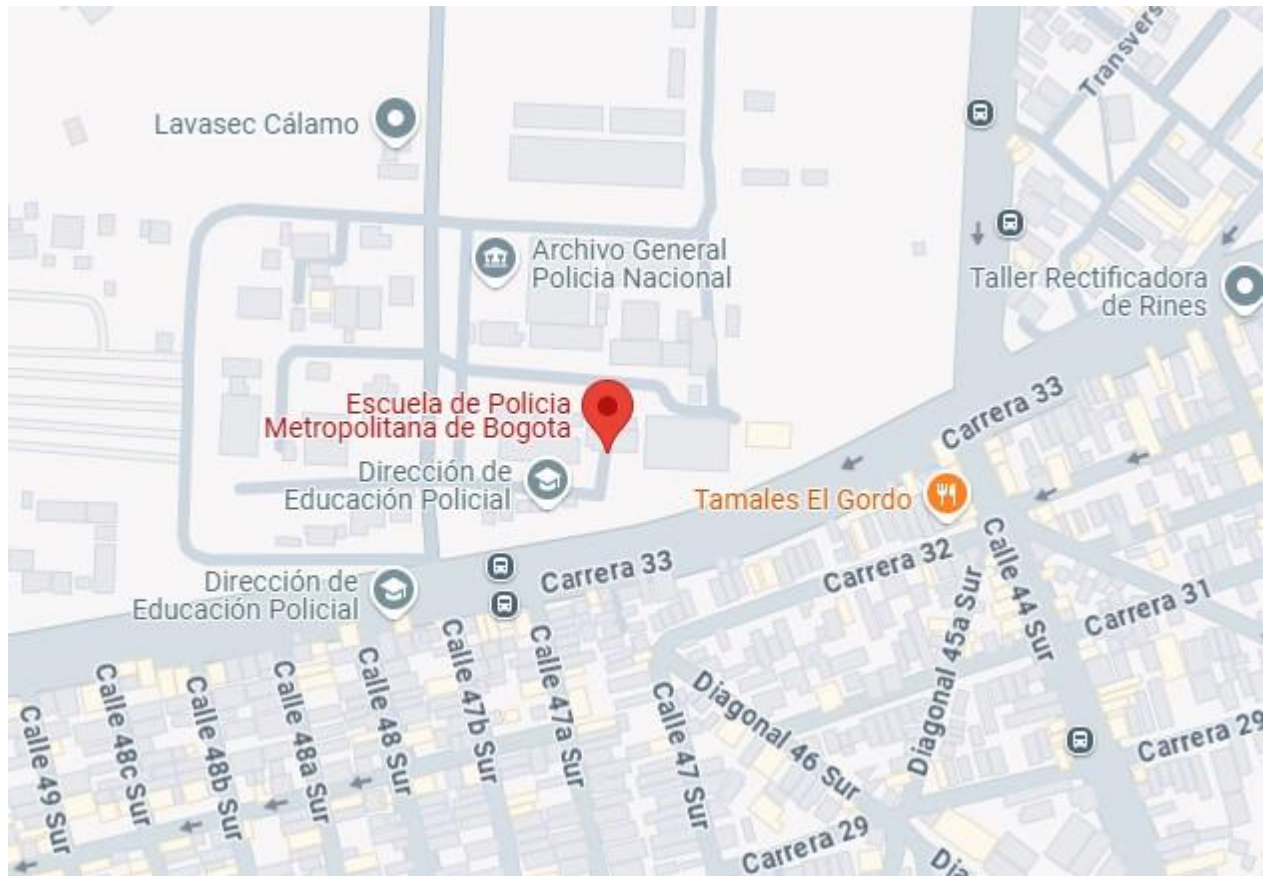 Transvers
Lavasec Cálamo
Archivo General
Policia Nacional
Taller Rectificadora
de Rines
Escuela de Policia
Metropolitana de Bogota
Carrera 33
Dirección de
Educación Policial
Tamales El Gordo
Carrera 33
Carrera 32
Calle 44 Sur
Dirección de
Educación Policial
Diagonal 45a Sur
Carrera 31
Calle 49 Sur
Calle 48c Sur
Calle 48b Sur
Calle 48a Sur
Calle 48 Sur
Calle 47b Sur
Calle 47a Sur
Calle 47 Sur
Diagonal 46 Sur
Carrera 29
Carrera 29
Dia